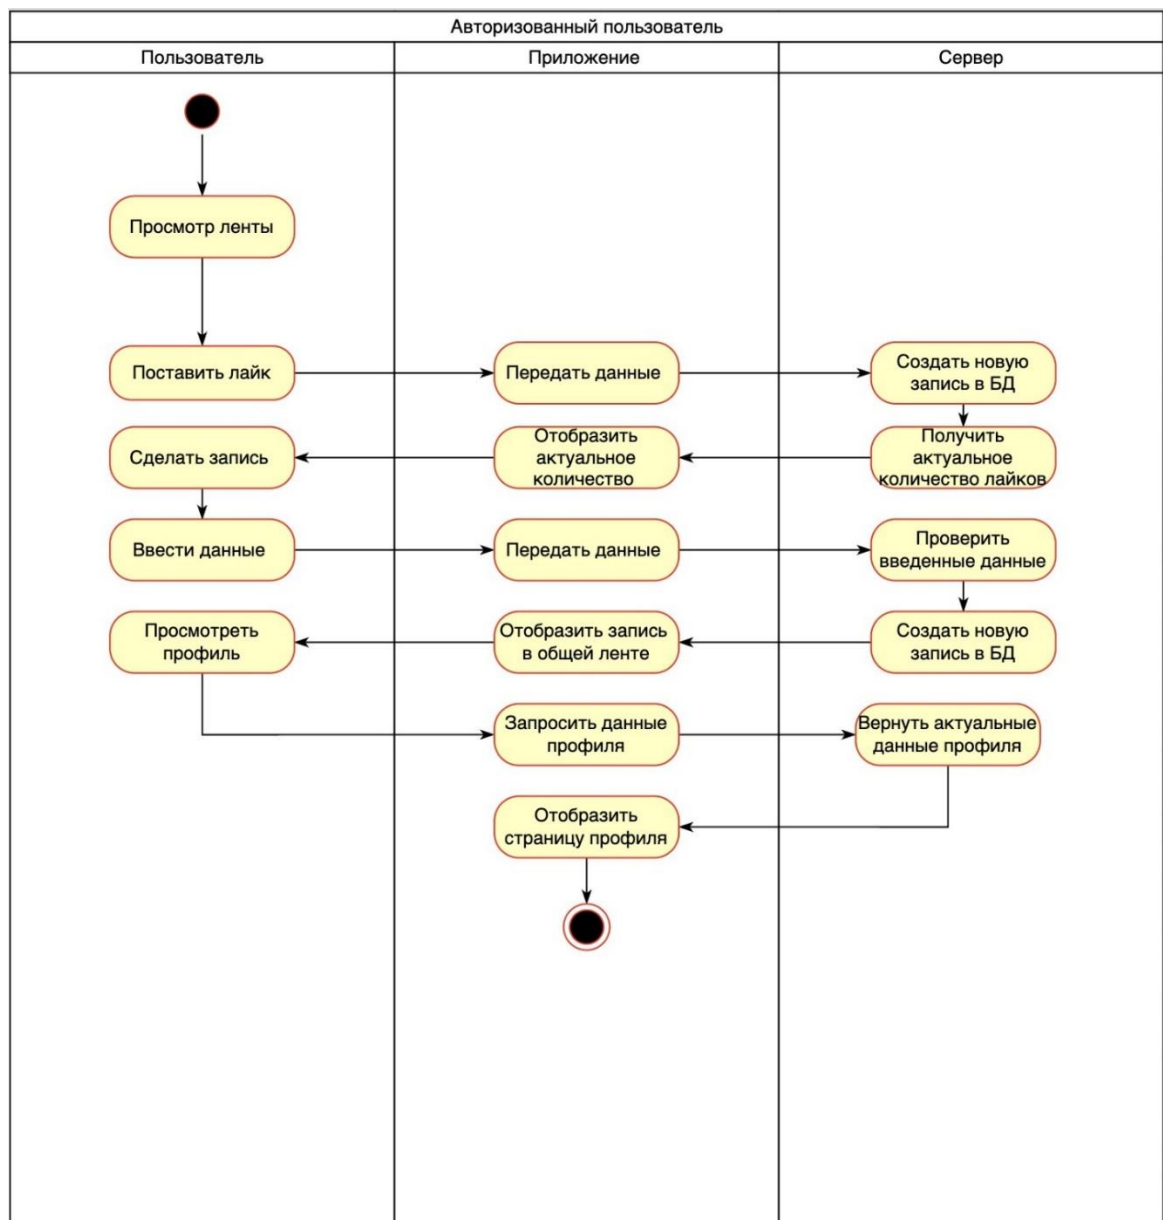 Авторизованный пользователь
Пользователь
Приложение
Сервер
Просмотр ленты
Поставить лайк
Передать данные
Создать новую
запись в БД
Сделать запись
Отобразить
актуальное
количество
Получить
актуальное
количество лайков
Ввести данные
Передать данные
Проверить
введенные данные
Просмотреть
профиль
Отобразить запись
в общей ленте
Создать новую
запись в БД
Запросить данные
профиля
Вернуть актуальные
данные профиля
Отобразить
страницу профиля